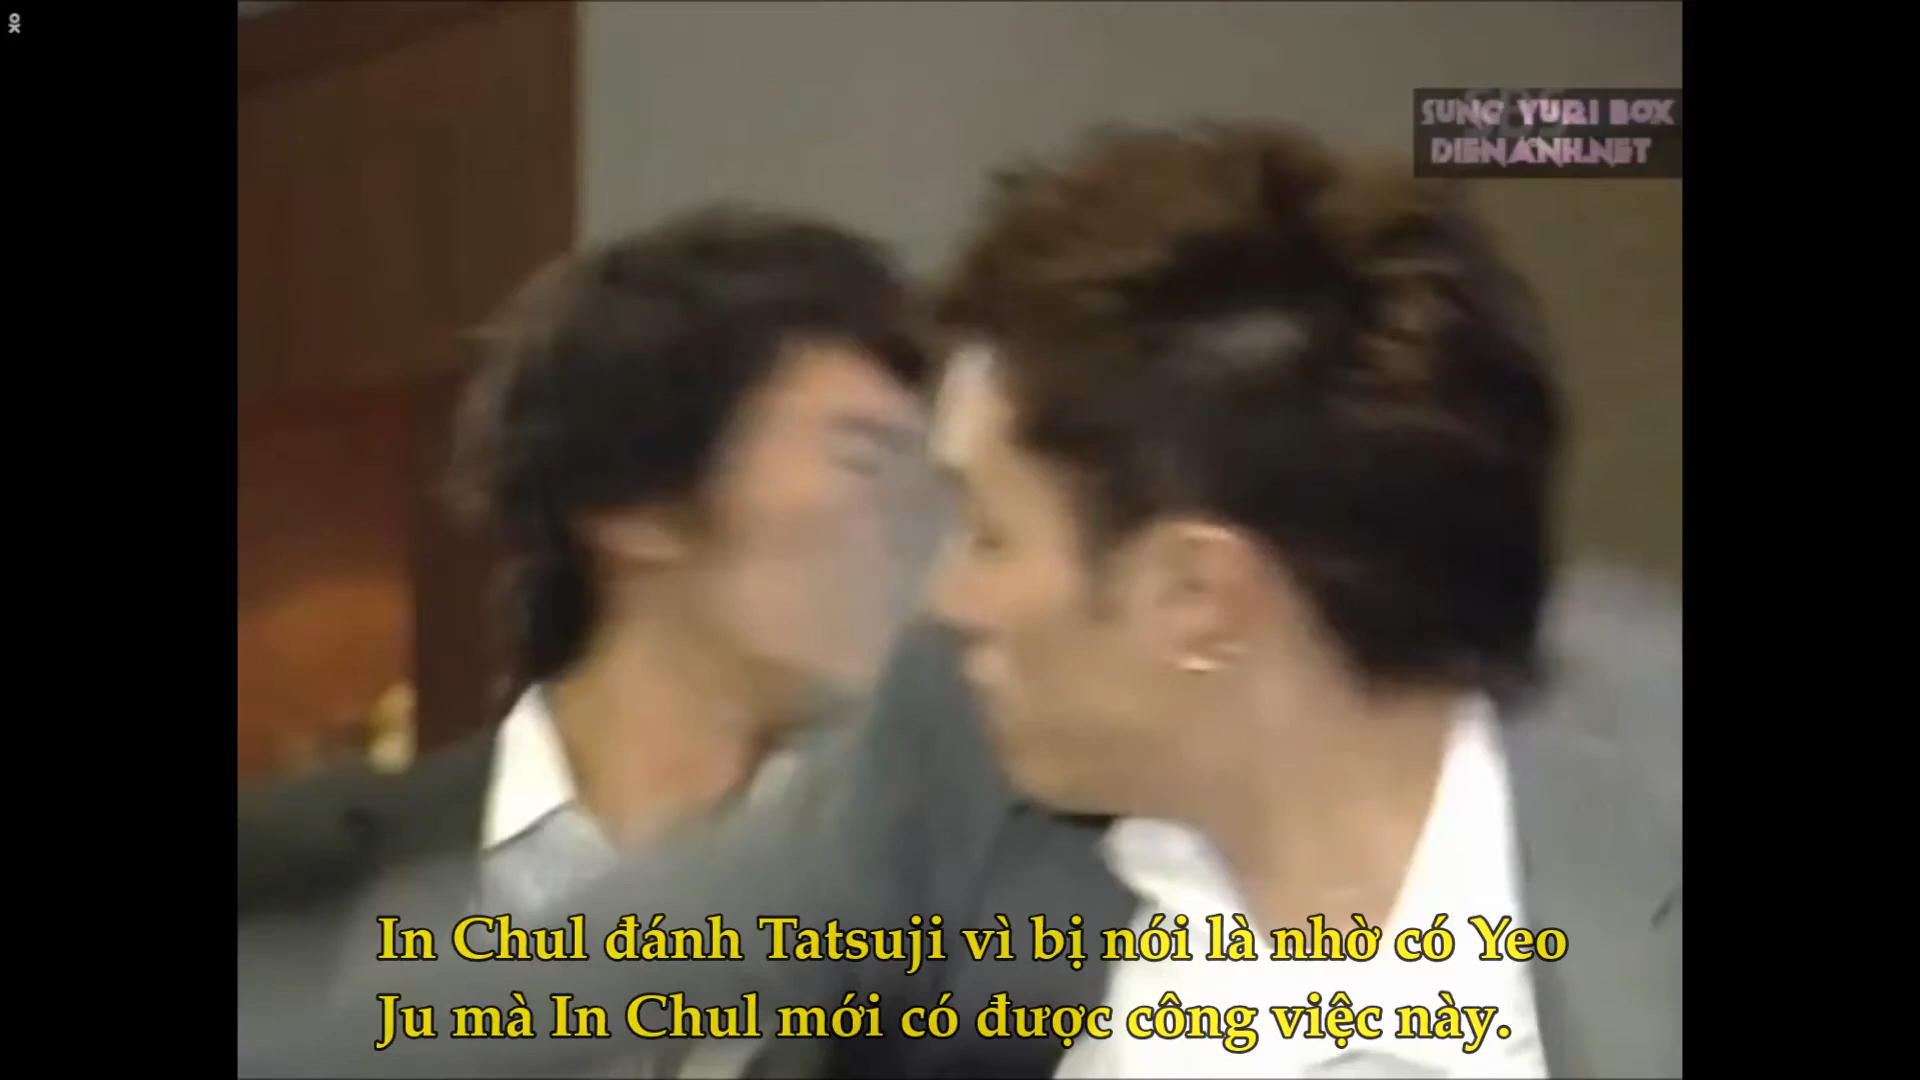 SUNG YURI BOX
DIENANH.NET
In Chul đánh Tatsuji vì bị nói là nhờ có Yeo
Ju mà In Chul mới có được công việc này.